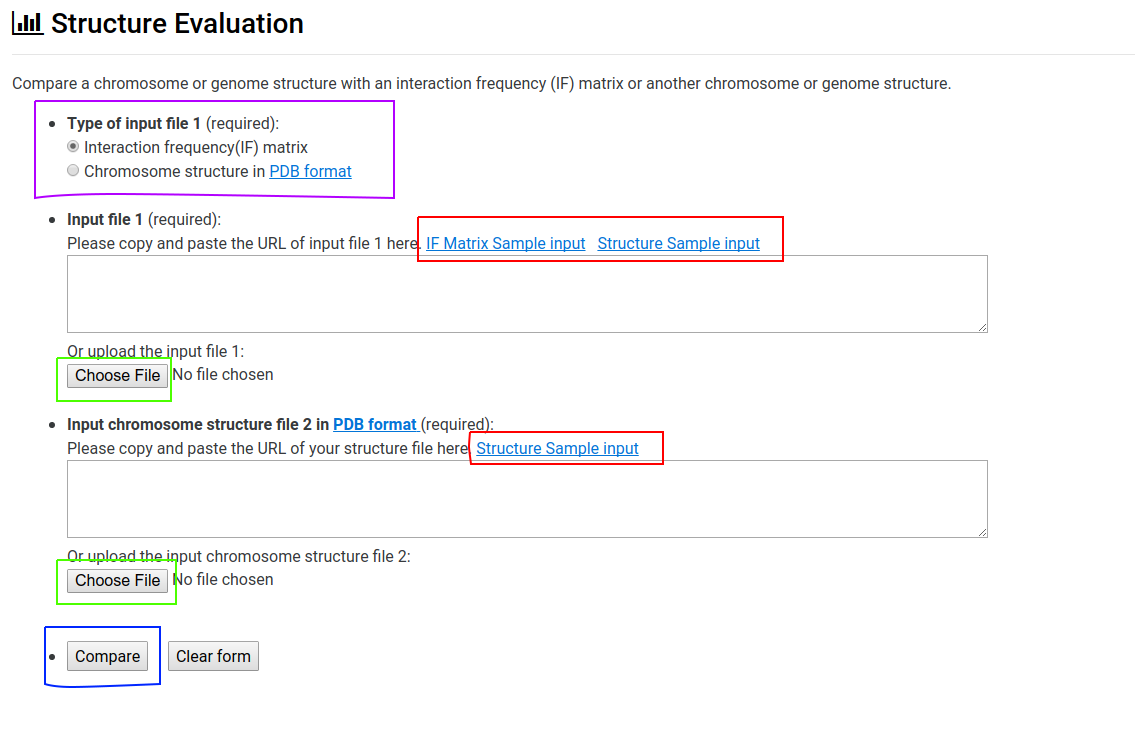 Structure Evaluation
Compare a chromosome or genome structure with an interaction frequency (IF) matrix or another chromosome or genome structure.
Type of input file 1 (required):
Interaction frequency(IF) matrix
Chromosome structure in PDB format
Input file 1 (required):
Please copy and paste the URL of input file 1 here. IF Matrix Sample input Structure Sample input
Or upload the input file 1:
Choose File No file chosen
Input chromosome structure file 2 in PDB format (required):
Please copy and paste the URL of your structure file here. Structure Sample input
Or upload the input chromosome structure file 2:
Choose File No file chosen
Compare Clear form